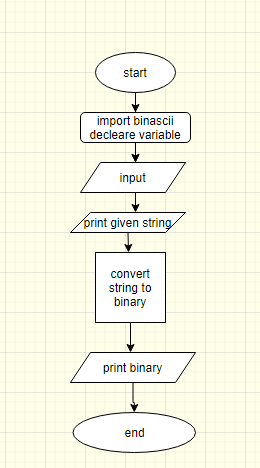 start
import binascii
decleare variable
input
print given string
convert
string to
binary
print binary
end